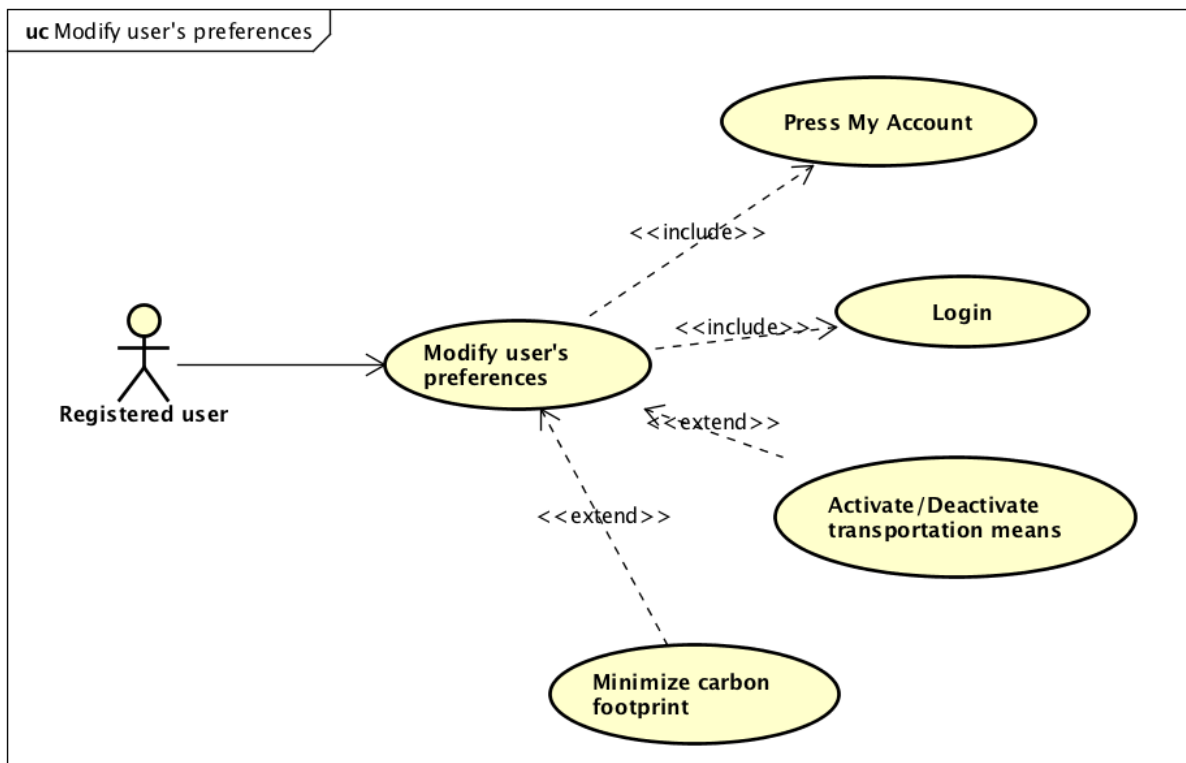 uc Modify user's preferences
Press My Account
<<include>>
Login
<<include>>
Modify user's
preferences
Registered user
<<extend>>
Activate/Deactivate
transportation means
<<extend>>
Minimize carbon
footprint